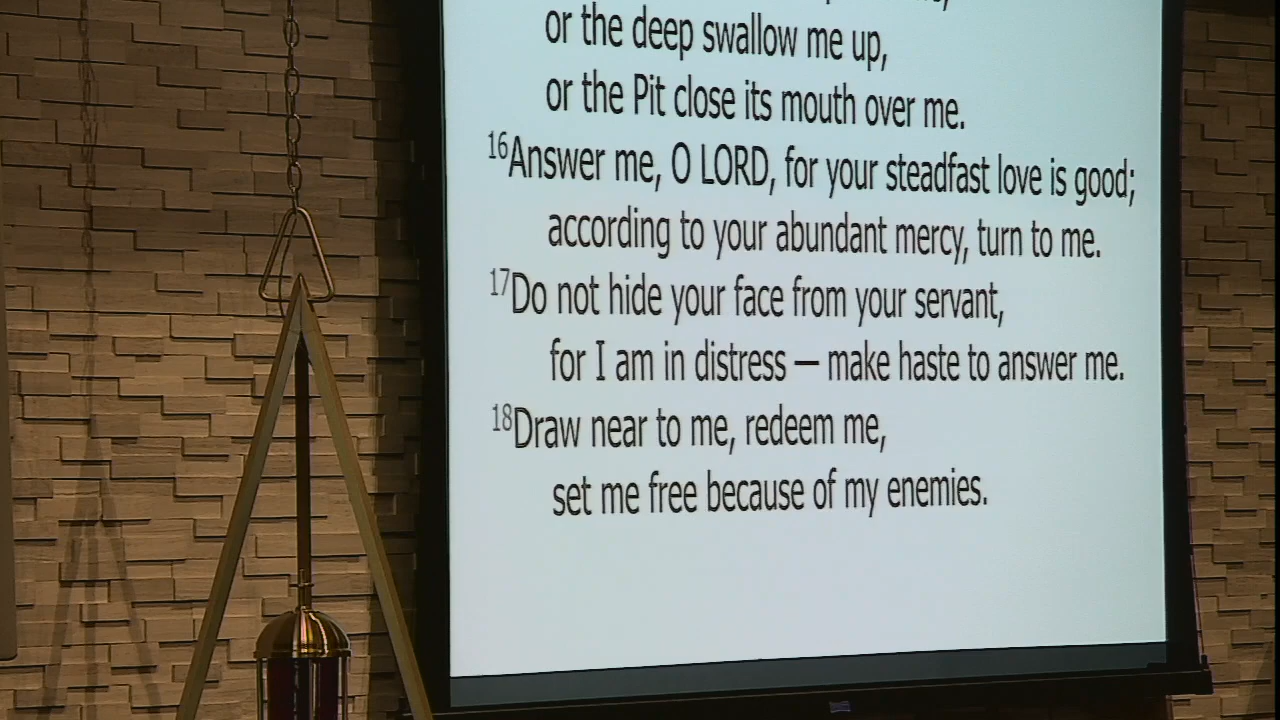 or the deep swallow me up,
or the Pit close its mouth over me.
16Answer me, O LORD, for your steadfast love is good;
according to your abundant mercy, turn to me.
17Do not hide your face from your servant,
for I am in distress — make haste to answer me.
18Draw near to me, redeem me,
set me free because of my enemies.